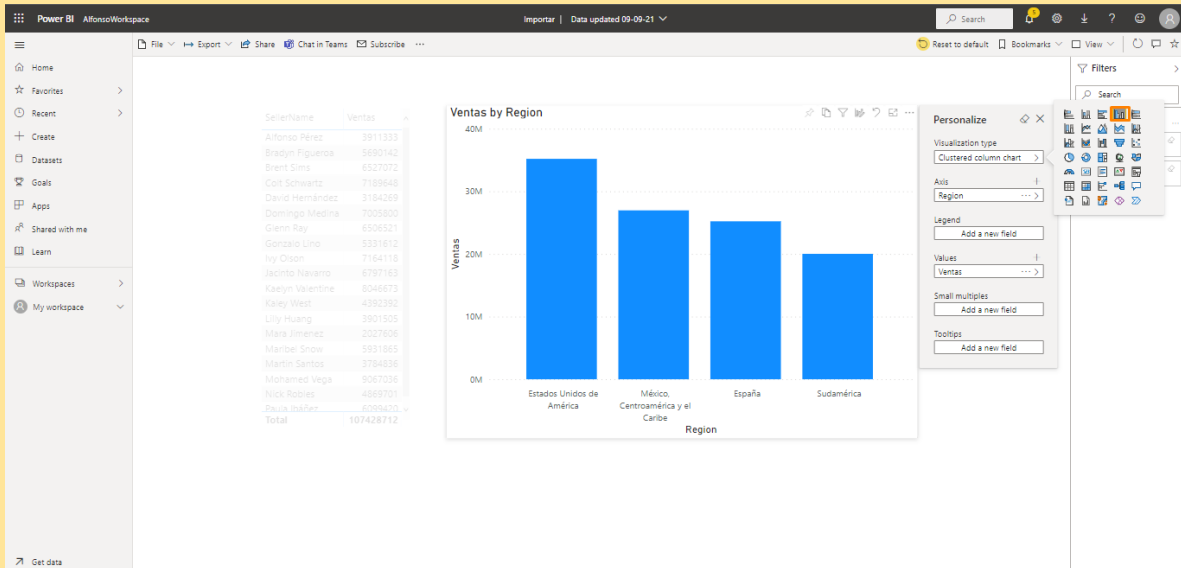 Power BI AlfonsoWorkspace
Importar | Data updated 09-09-21
Search
5
File Export Share Chat in Teams Subscribe ...
Reset to default Bookmarks View
Home
Favorites
Recent
Create
Datasets
Goals
Apps
Shared with me
Learn
Workspaces
My workspace
Get data
SellerName Ventas
Alfonso Pérez 3911333
Bradyn Figueroa 5690142
Brent Sims 6527072
Colt Schwartz 7189648
David Hernández 3184269
Domingo Medina 7005800
Glenn Ray 6506521
Gonzalo Lino 5331612
Ivy Orson 7164118
Jacinto Navarro 6797163
Kaelyn Valentine 8046673
Kaley West 4392392
Lilly Huang 3901505
Mara Jimenez 2027606
Maribel Snow 5931865
Martin Santos 3784836
Mohamed Vega 9067036
Nick Robles 4869701
Paula Ibáñez 6099420
Total 107428712
Ventas by Region
40M
30M
20M
10M
0M
Ventas
Estados Unidos de
América
México,
Centroamérica y el
Caribe
España
Sudamérica
Region
Personalize
Visualization type
Clustered column chart
Axis
Region
Legend
Add a new field
Values
Ventas
Small multiples
Add a new field
Tooltips
Add a new field
Filters
Search